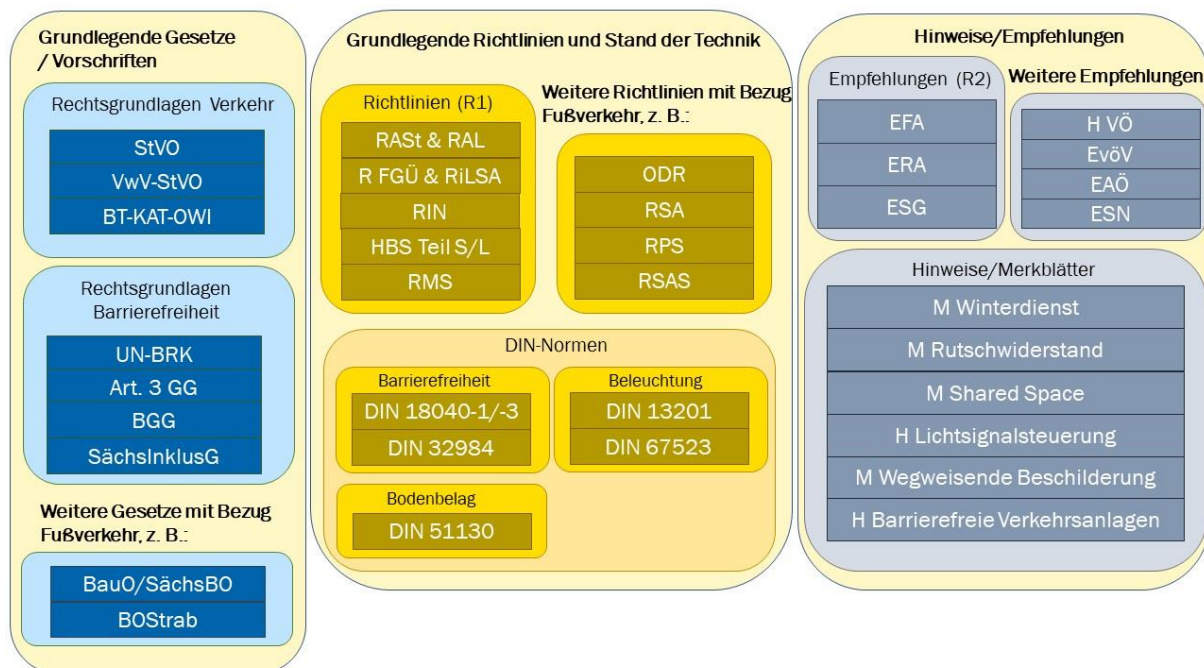 Grundlegende Gesetze
/ Vorschriften
Rechtsgrundlagen Verkehr
StVO
VwV-StVO
BT-KAT-OWI
Rechtsgrundlagen
Barrierefreiheit
UN-BRK
Art. 3 GG
BGG
SächsInklusG
Weitere Gesetze mit Bezug
Fußverkehr, z. B.:
BauO/SächsBO
BOStrab
Grundlegende Richtlinien und Stand der Technik
Richtlinien (R1)
RASt & RAL
R FGÜ & RiLSA
RIN
HBS Teil S/L
RMS
Weitere Richtlinien mit Bezug
Fußverkehr, z. B.:
ODR
RSA
RPS
RSAS
DIN-Normen
Barrierefreiheit
DIN 18040-1/-3
DIN 32984
Beleuchtung
DIN 13201
DIN 67523
Bodenbelag
DIN 51130
Hinweise/Empfehlungen
Empfehlungen (R2)
EFA
ERA
ESG
Weitere Empfehlungen
H VÖ
EvöV
EAÖ
ESN
Hinweise/Merkblätter
M Winterdienst
M Rutschwiderstand
M Shared Space
H Lichtsignalsteuerung
M Wegweisende Beschilderung
H Barrierefreie Verkehrsanlagen